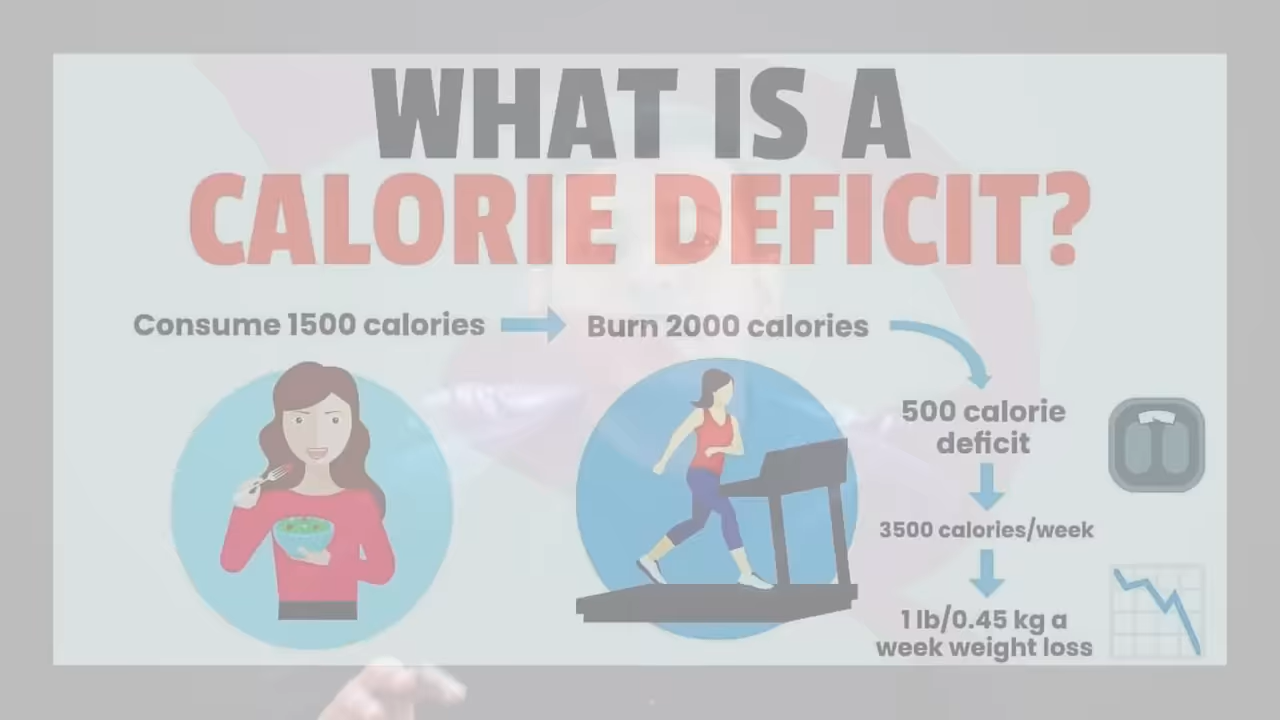 WHAT IS A
CALORIE DEFICIT?
Consume 1500 calories
Burn 2000 calories
500 calorie
deficit
3500 calories/week
1 lb/0.45 kg a
week weight loss